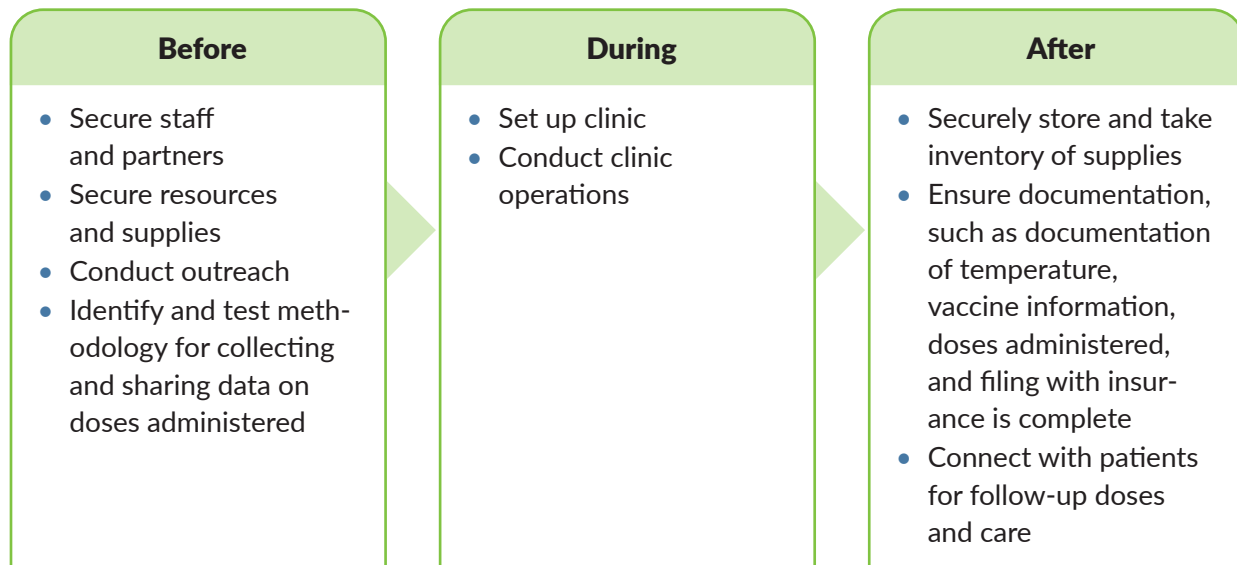 Before
• Secure staff
and partners
• Secure resources
and supplies
• Conduct outreach
• Identify and test meth-
odology for collecting
and sharing data on
doses administered
During
• Set up clinic
• Conduct clinic
operations
After
• Securely store and take
inventory of supplies
• Ensure documentation,
such as documentation
of temperature,
vaccine information,
doses administered,
and filing with insur-
ance is complete
• Connect with patients
for follow-up doses
and care